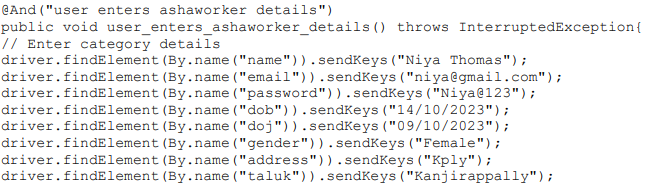 @And("user enters ashaworker details")
public void user_enters_ashaworker_details() throws InterruptedException{
// Enter category details
driver.findElement(By.name("name")).sendKeys("Niya Thomas");
driver.findElement(By.name("email")).sendKeys("niya@gmail.com");
driver.findElement(By.name("password")).sendKeys("Niya@123");
driver.findElement(By.name("dob")).sendKeys("14/10/2023");
driver.findElement(By.name("doj")).sendKeys("09/10/2023");
driver.findElement(By.name("gender")).sendKeys("Female");
driver.findElement(By.name("address")).sendKeys("Kply");
driver.findElement(By.name("taluk")).sendKeys("Kanjirappally");